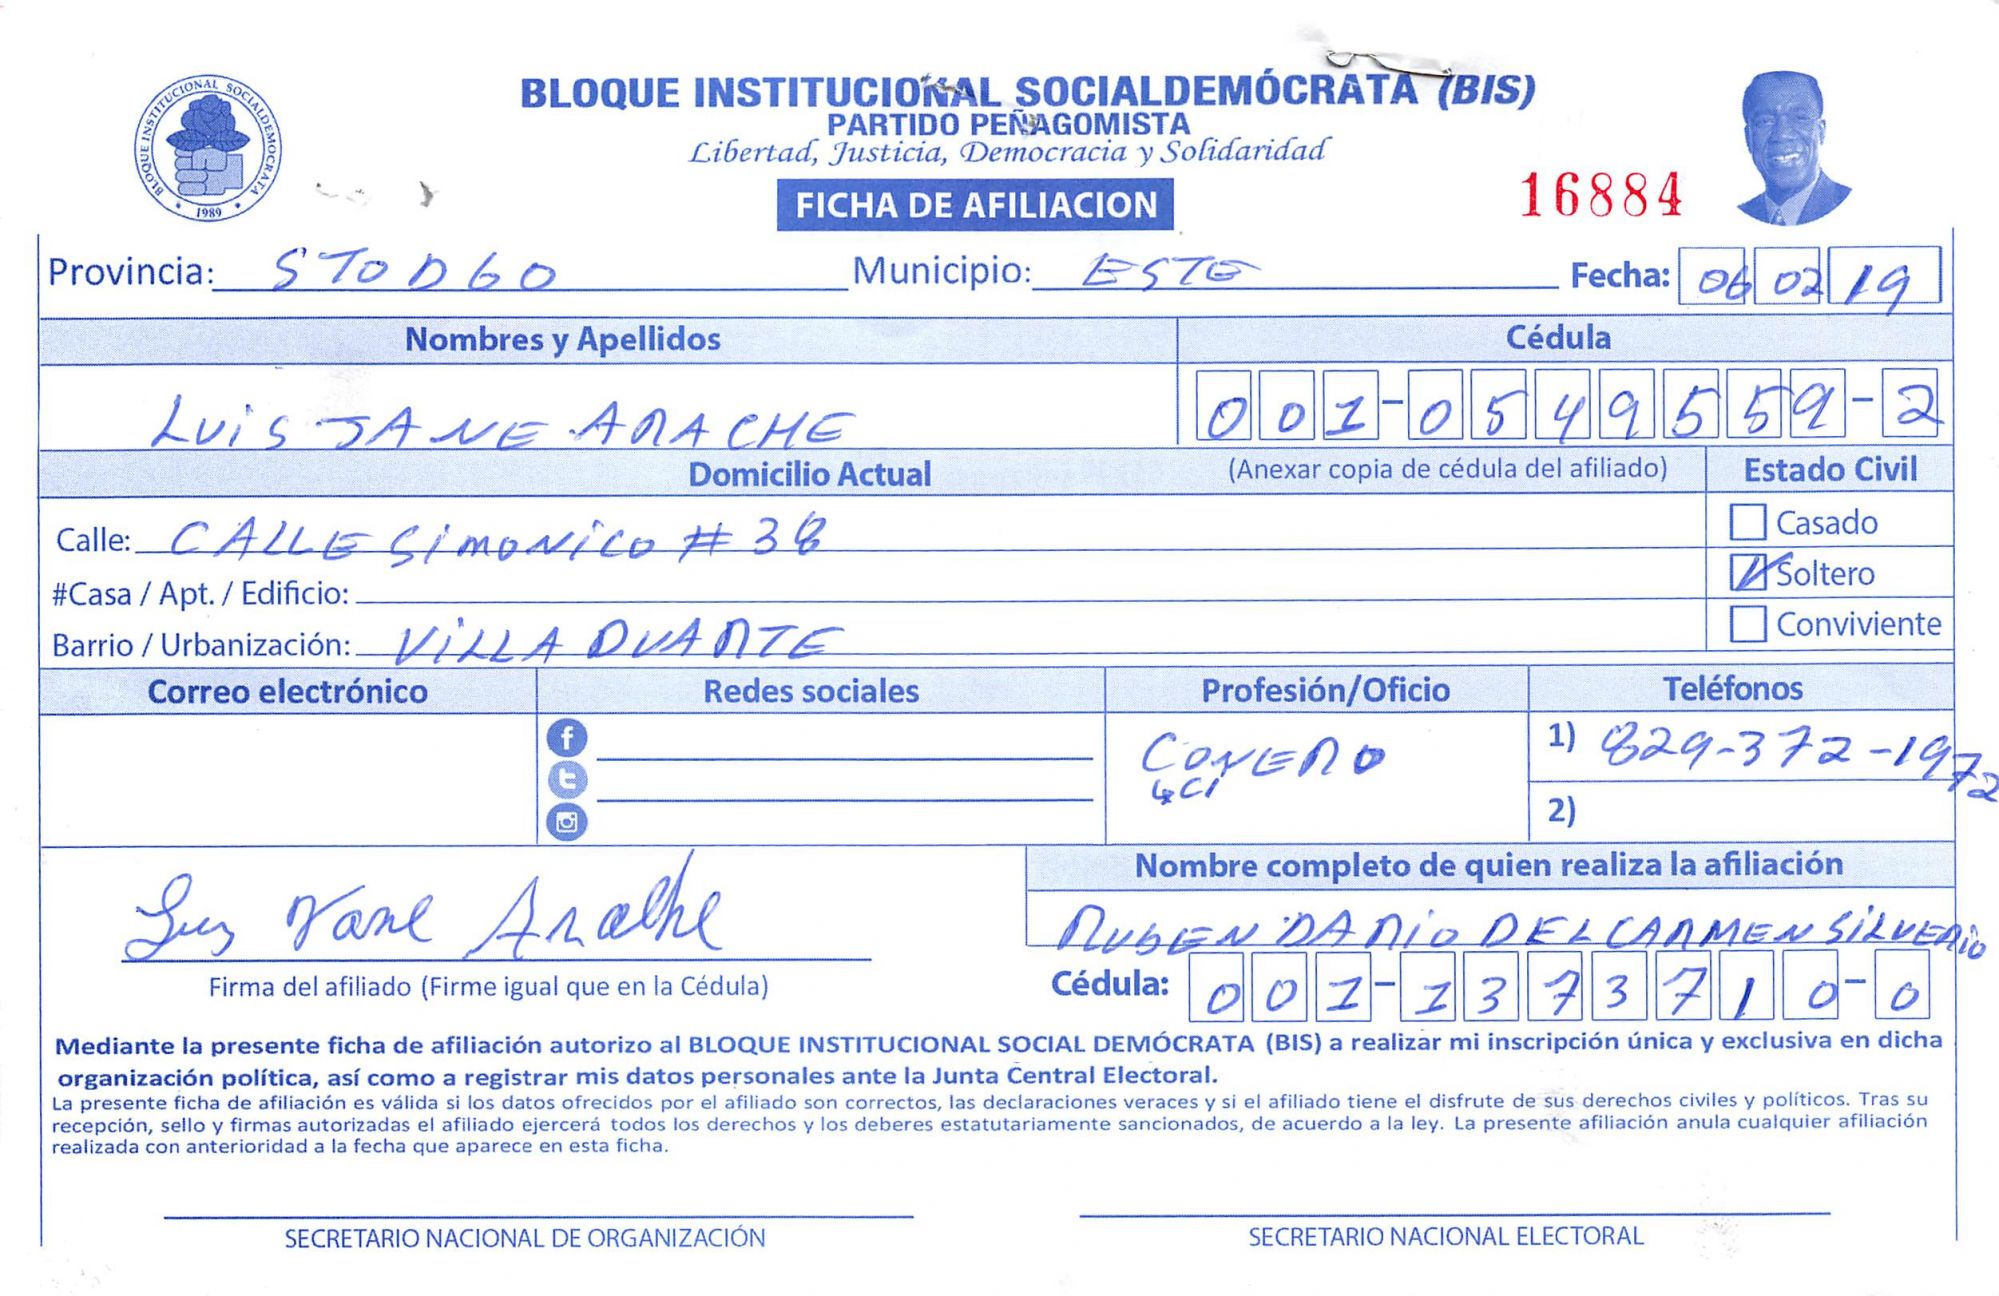 BLOQUE INSTITUCIONAL SOCIALDEMÓCRATA (BIS)
PARTIDO PEÑAGOMISTA
Libertad, Justicia, Democracia y Solidaridad
BLOQUE INSTITUCIONAL SOCIALDEMOCRATA
1989
FICHA DE AFILIACION
16884
Provincia: STO DGO Municipio: ESTE Fecha: 06 02 19
Nombres y Apellidos Cédula
LUIS JANE ARACHE 001-0549559-2
Domicilio Actual (Anexar copia de cédula del afiliado) Estado Civil
Calle: CALLE SIMONICO # 38 Casado
#Casa / Apt. / Edificio: Soltero
Barrio / Urbanización: VILLA DUARTE Conviviente
Correo electrónico Redes sociales Profesión/Oficio Teléfonos
1) 829-372-1972
2)
Nombre completo de quien realiza la afiliación
Luis Jane Arache RUBEN DARIO DEL CARMEN SILVERIO
Firma del afiliado (Firme igual que en la Cédula) Cédula: 001-1373710-0
Mediante la presente ficha de afiliación autorizo al BLOQUE INSTITUCIONAL SOCIAL DEMÓCRATA (BIS) a realizar mi inscripción única y exclusiva en dicha
organización política, así como a registrar mis datos personales ante la Junta Central Electoral.
La presente ficha de afiliación es válida si los datos ofrecidos por el afiliado son correctos, las declaraciones veraces y si el afiliado tiene el disfrute de sus derechos civiles y políticos. Tras su
recepción, sello y firmas autorizadas el afiliado ejercerá todos los derechos y los deberes estatutariamente sancionados, de acuerdo a la ley. La presente afiliación anula cualquier afiliación
realizada con anterioridad a la fecha que aparece en esta ficha.
SECRETARIO NACIONAL DE ORGANIZACIÓN SECRETARIO NACIONAL ELECTORAL